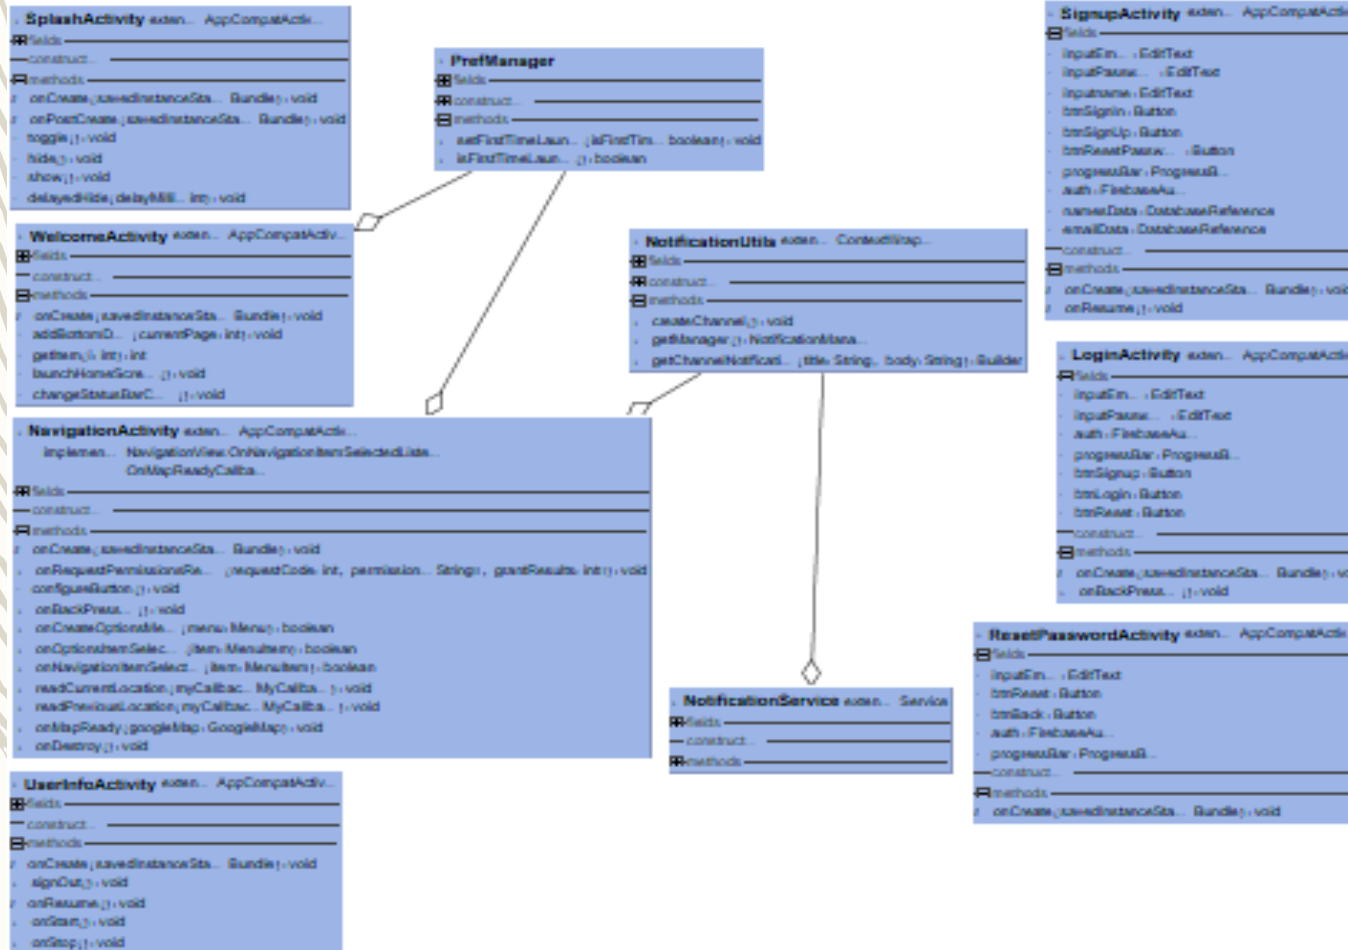 SplashActivity exten... AppCompatActiv...
fields
construct...
methods
onCreate(savedInstanceSta... Bundle): void
onPostCreate(savedInstanceSta... Bundle): void
toggle(): void
hide(): void
show(): void
delayedHide(delayMilli... int): void
WelcomeActivity exten... AppCompatActiv...
fields
construct...
methods
onCreate(savedInstanceSta... Bundle): void
addBottomD... (currentPage: int): void
getItem(i: int): int
launchHomeScre... (): void
changeStatusBarC... (): void
PrefManager
fields
construct...
methods
setFirstTimeLaun... (isFirstTim... boolean): void
isFirstTimeLaun... (): boolean
NotificationUtils exten... ContextWrap...
fields
construct...
methods
createChannel(): void
getManager(): NotificationMana...
getChannelNotificati... (title: String, body: String): Builder
NavigationActivity exten... AppCompatActiv...
implemen... NavigationView.OnNavigationItemSelectedListe...
OnMapReadyCallba...
fields
construct...
methods
onCreate(savedInstanceSta... Bundle): void
onRequestPermissionsRe... (requestCode: int, permission... String[], grantResults: int[]): void
configureButton(): void
onBackPress... (): void
onCreateOptionsMe... (menu: Menu): boolean
onOptionsItemSelec... (item: MenuItem): boolean
onNavigationItemSelect... (item: MenuItem): boolean
readCurrentLocation(myCallbac... MyCallba... ): void
readPreviousLocation(myCallbac... MyCallba... ): void
onMapReady(googleMap: GoogleMap): void
onDestroy(): void
UserInfoActivity exten... AppCompatActiv...
fields
construct...
methods
onCreate(savedInstanceSta... Bundle): void
signOut(): void
onResume(): void
onStart(): void
onStop(): void
NotificationService exten... Service
fields
construct...
methods
SignupActivity exten... AppCompatActi
fields
inputEm... : EditText
inputPassw... : EditText
inputname: EditText
btnSignIn: Button
btnSignUp: Button
btnResetPassw... : Button
progressBar: ProgressB...
auth: FirebaseAu...
namesData: DatabaseReference
emailData: DatabaseReference
construct...
methods
onCreate(savedInstanceSta... Bundle): voi
onResume(): void
LoginActivity exten... AppCompatActi
fields
inputEm... : EditText
inputPassw... : EditText
auth: FirebaseAu...
progressBar: ProgressB...
btnSignup: Button
btnLogin: Button
btnReset: Button
construct...
methods
onCreate(savedInstanceSta... Bundle): v
onBackPress... (): void
ResetPasswordActivity exten... AppCompatActi
fields
inputEm... : EditText
btnReset: Button
btnBack: Button
auth: FirebaseAu...
progressBar: ProgressB...
construct...
methods
onCreate(savedInstanceSta... Bundle): void